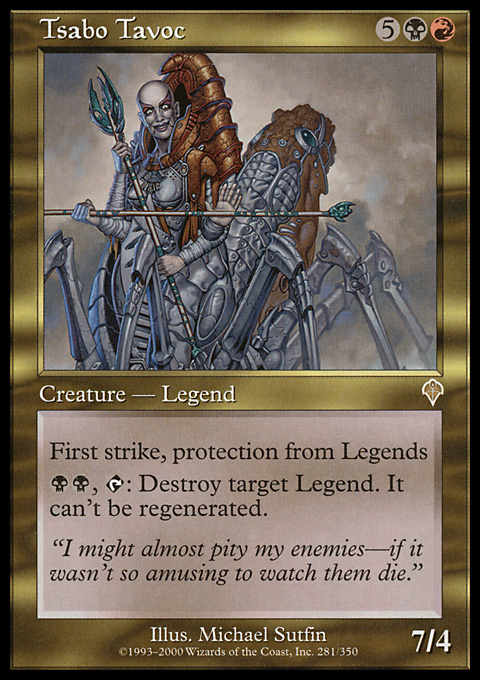 Tsabo Tavoc 5
Creature — Legend
First strike, protection from Legends
, : Destroy target Legend. It
can't be regenerated.
“I might almost pity my enemies—if it
wasn't so amusing to watch them die.”
Illus. Michael Sutfin
7/4
©1993–2000 Wizards of the Coast, Inc. 281/350